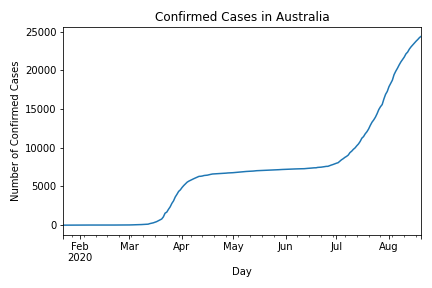 Confirmed Cases in Australia
Number of Confirmed Cases
25000
20000
15000
10000
5000
0
Feb Mar Apr May Jun Jul Aug
2020
Day